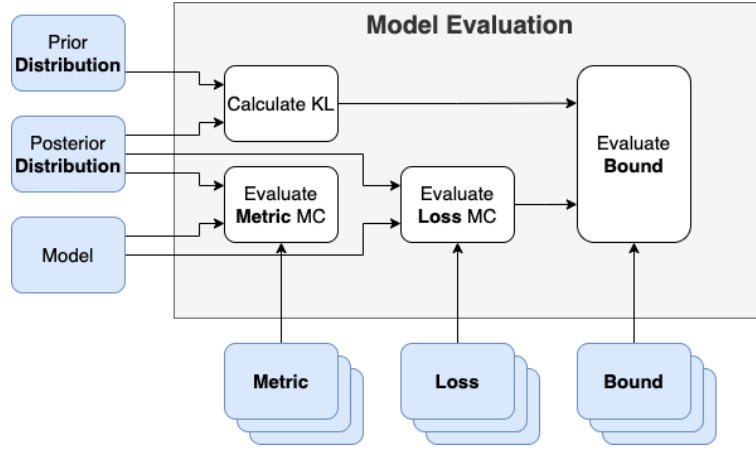 Model Evaluation
Prior
Distribution
Calculate KL
Posterior
Distribution
Evaluate
Bound
Evaluate
Metric MC
Evaluate
Loss MC
Model
Metric
Loss
Bound